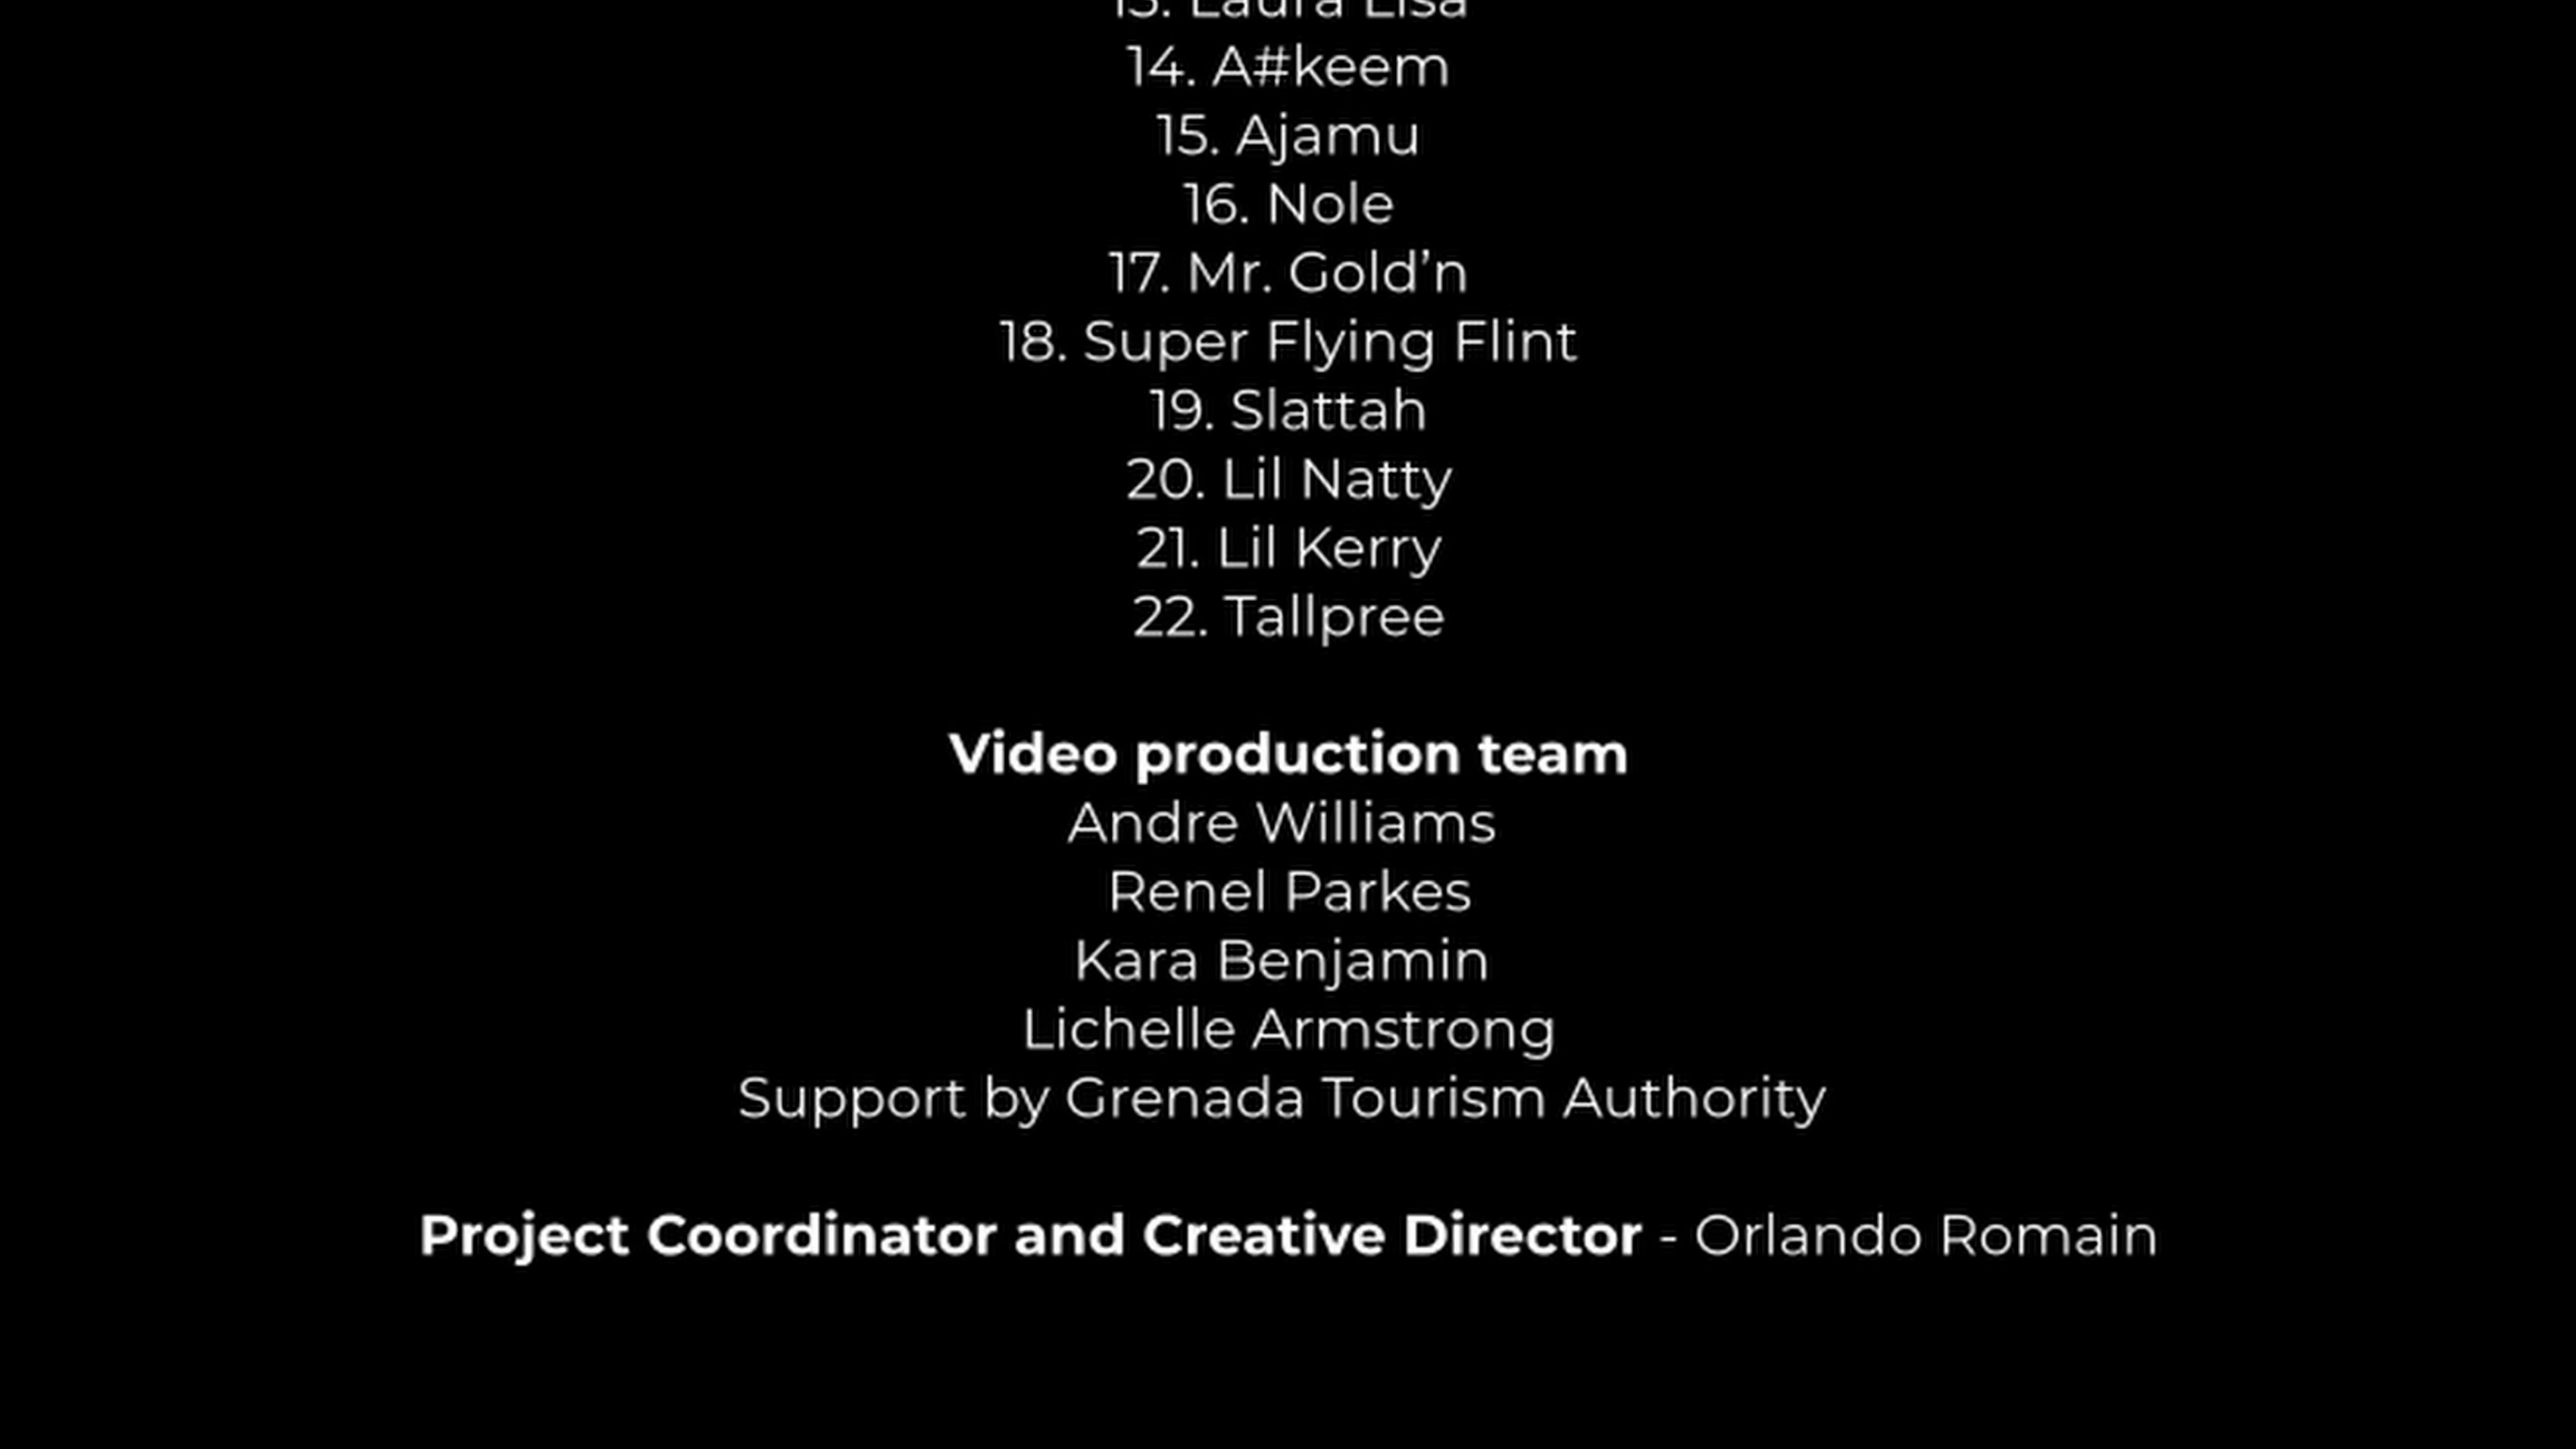 13. Laura Lisa
14. A#keem
15. Ajamu
16. Nole
17. Mr. Gold’n
18. Super Flying Flint
19. Slattah
20. Lil Natty
21. Lil Kerry
22. Tallpree
Video production team
Andre Williams
Renel Parkes
Kara Benjamin
Lichelle Armstrong
Support by Grenada Tourism Authority
Project Coordinator and Creative Director - Orlando Romain